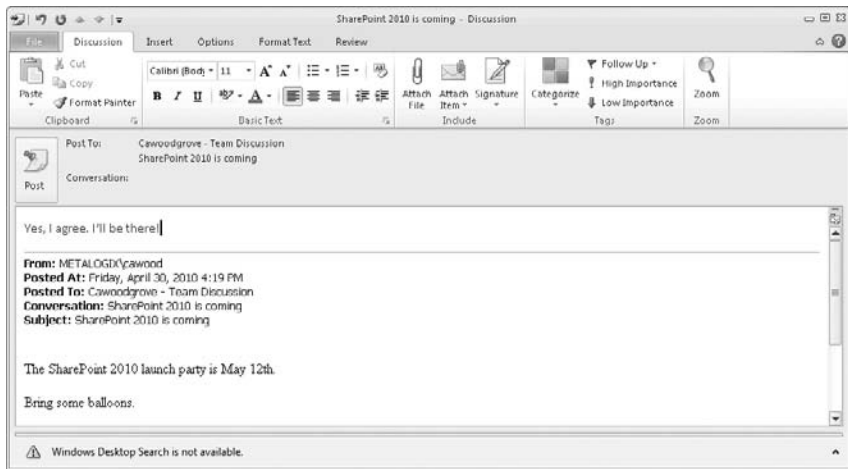 SharePoint 2010 is coming - Discussion
File Discussion Insert Options Format Text Review
Paste
Cut
Copy
Format Painter
Clipboard
Calibri (Body 11
B I U
Basic Text
Attach File
Attach Item
Signature
Include
Categorize
Follow Up
High Importance
Low Importance
Tags
Zoom
Zoom
Post
Post To: Cawoodgrove - Team Discussion
SharePoint 2010 is coming
Conversation:
Yes, I agree. I'll be there!
From: METALOGIX\cawood
Posted At: Friday, April 30, 2010 4:19 PM
Posted To: Cawoodgrove - Team Discussion
Conversation: SharePoint 2010 is coming
Subject: SharePoint 2010 is coming
The SharePoint 2010 launch party is May 12th.
Bring some balloons.
Windows Desktop Search is not available.